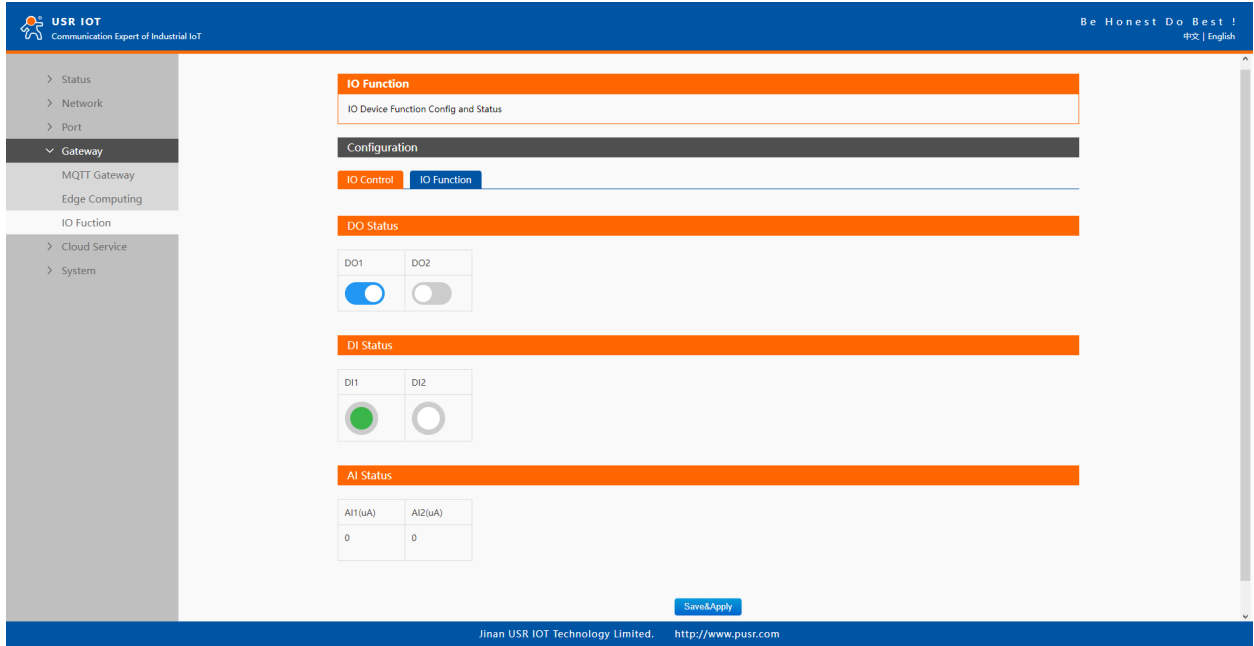 USR IOT
Communication Expert of Industrial IoT
Be Honest Do Best !
中文 | English
Status
Network
Port
Gateway
MQTT Gateway
Edge Computing
IO Fuction
Cloud Service
System
IO Function
IO Device Function Config and Status
Configuration
IO Control IO Function
DO Status
DO1 DO2
DI Status
DI1 DI2
AI Status
AI1(uA) AI2(uA)
0 0
Save&Apply
Jinan USR IOT Technology Limited. http://www.pusr.com